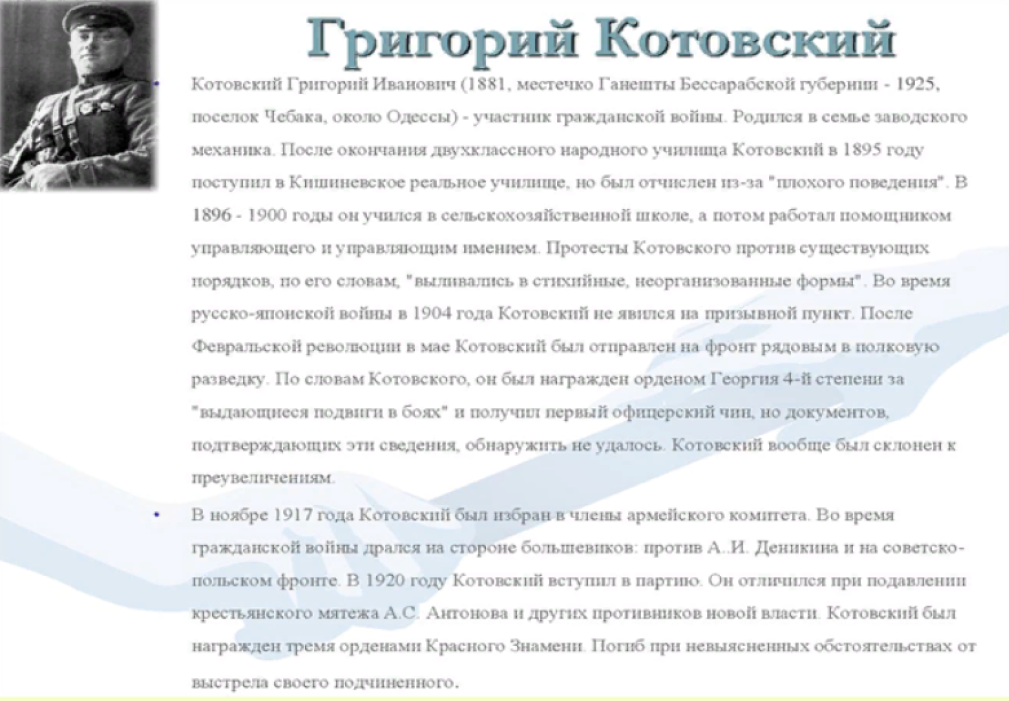 Григорий Котовский
• Котовский Григорий Иванович (1881, местечко Ганешты Бессарабской губернии - 1925,
поселок Чебака, около Одессы) - участник гражданской войны. Родился в семье заводского
механика. После окончания двухклассного народного училища Котовский в 1895 году
поступил в Кишиневское реальное училище, но был отчислен из-за "плохого поведения". В
1896 - 1900 годы он учился в сельскохозяйственной школе, а потом работал помощником
управляющего и управляющим имением. Протесты Котовского против существующих
порядков, по его словам, "выливались в стихийные, неорганизованные формы". Во время
русско-японской войны в 1904 года Котовский не явился на призывной пункт. После
Февральской революции в мае Котовский был отправлен на фронт рядовым в полковую
разведку. По словам Котовского, он был награжден орденом Георгия 4-й степени за
"выдающиеся подвиги в боях" и получил первый офицерский чин, но документов,
подтверждающих эти сведения, обнаружить не удалось. Котовский вообще был склонен к
преувеличениям.
• В ноябре 1917 года Котовский был избран в члены армейского комитета. Во время
гражданской войны дрался на стороне большевиков: против А..И. Деникина и на советско-
польском фронте. В 1920 году Котовский вступил в партию. Он отличился при подавлении
крестьянского мятежа А.С. Антонова и других противников новой власти. Котовский был
награжден тремя орденами Красного Знамени. Погиб при невыясненных обстоятельствах от
выстрела своего подчиненного.